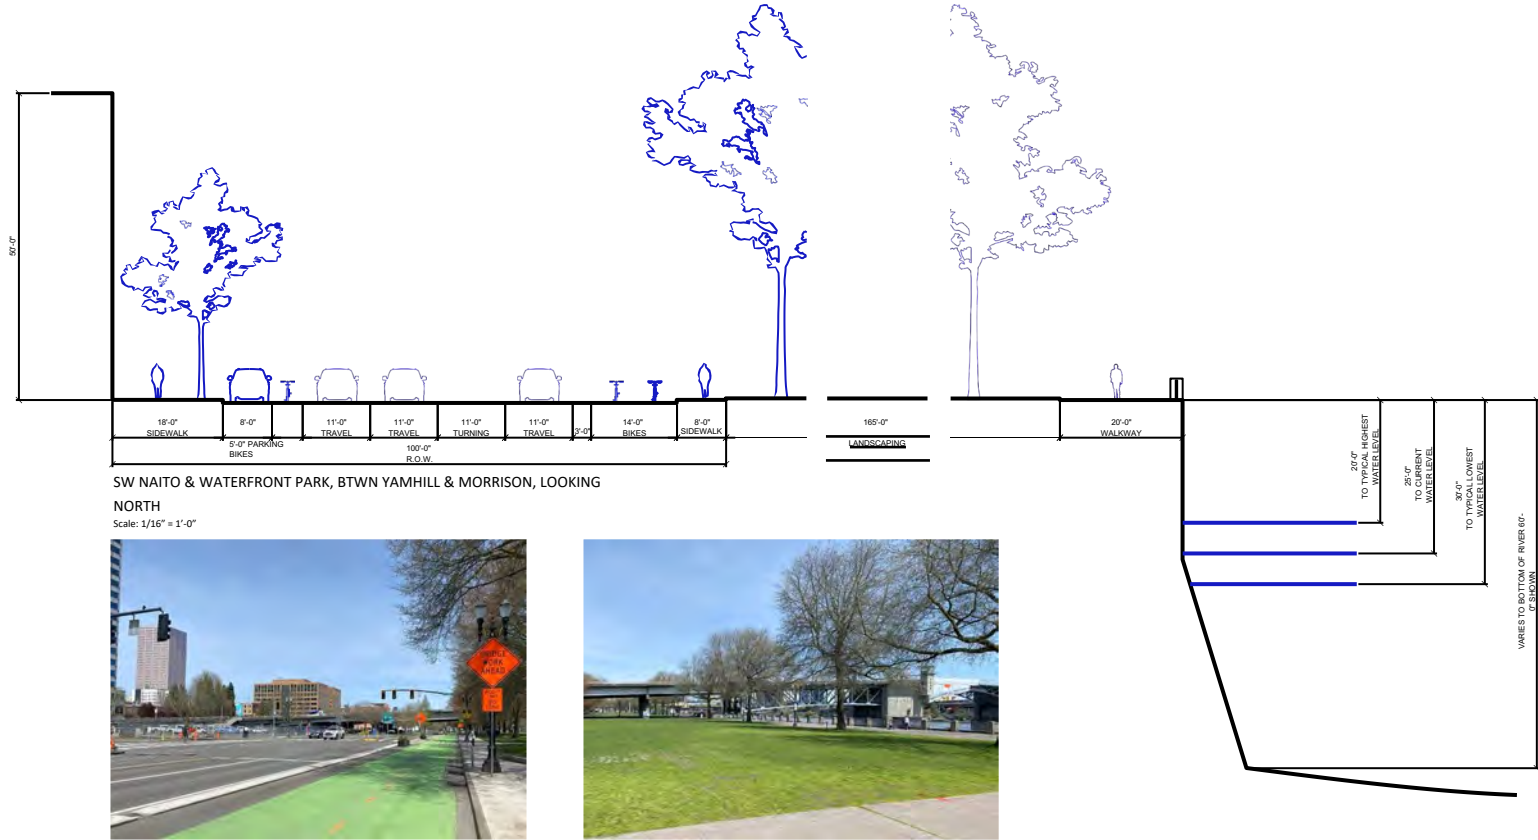 50'-0"
18'-0"
SIDEWALK
8'-0"
5'-0" PARKING
BIKES
11'-0"
TRAVEL
11'-0"
TRAVEL
11'-0"
TURNING
11'-0"
TRAVEL
3'-0"
14'-0"
BIKES
8'-0"
SIDEWALK
100'-0"
R.O.W.
165'-0"
LANDSCAPING
20'-0"
WALKWAY
20'-0"
TO TYPICAL HIGHEST
WATER LEVEL
25'-0"
TO CURRENT
WATER LEVEL
30'-0"
TO TYPICAL LOWEST
WATER LEVEL
VARIES TO BOTTOM OF RIVER 60'-
0" SHOWN
SW NAITO & WATERFRONT PARK, BTWN YAMHILL & MORRISON, LOOKING
NORTH
Scale: 1/16" = 1'-0"
BRIDGE
WORK
AHEAD